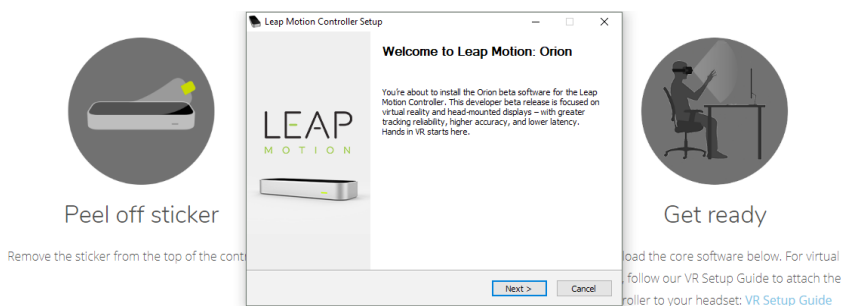 Leap Motion Controller Setup
Welcome to Leap Motion: Orion
You're about to install the Orion beta software for the Leap
Motion Controller. This developer beta release is focused on
virtual reality and head-mounted displays – with greater
tracking reliability, higher accuracy, and lower latency.
Hands in VR starts here.
LEAP
MOTION
Next >
Cancel
Peel off sticker
Remove the sticker from the top of the
Get ready
the core software below. For virtual
, follow our VR Setup Guide to attach the
to your headset: VR Setup Guide